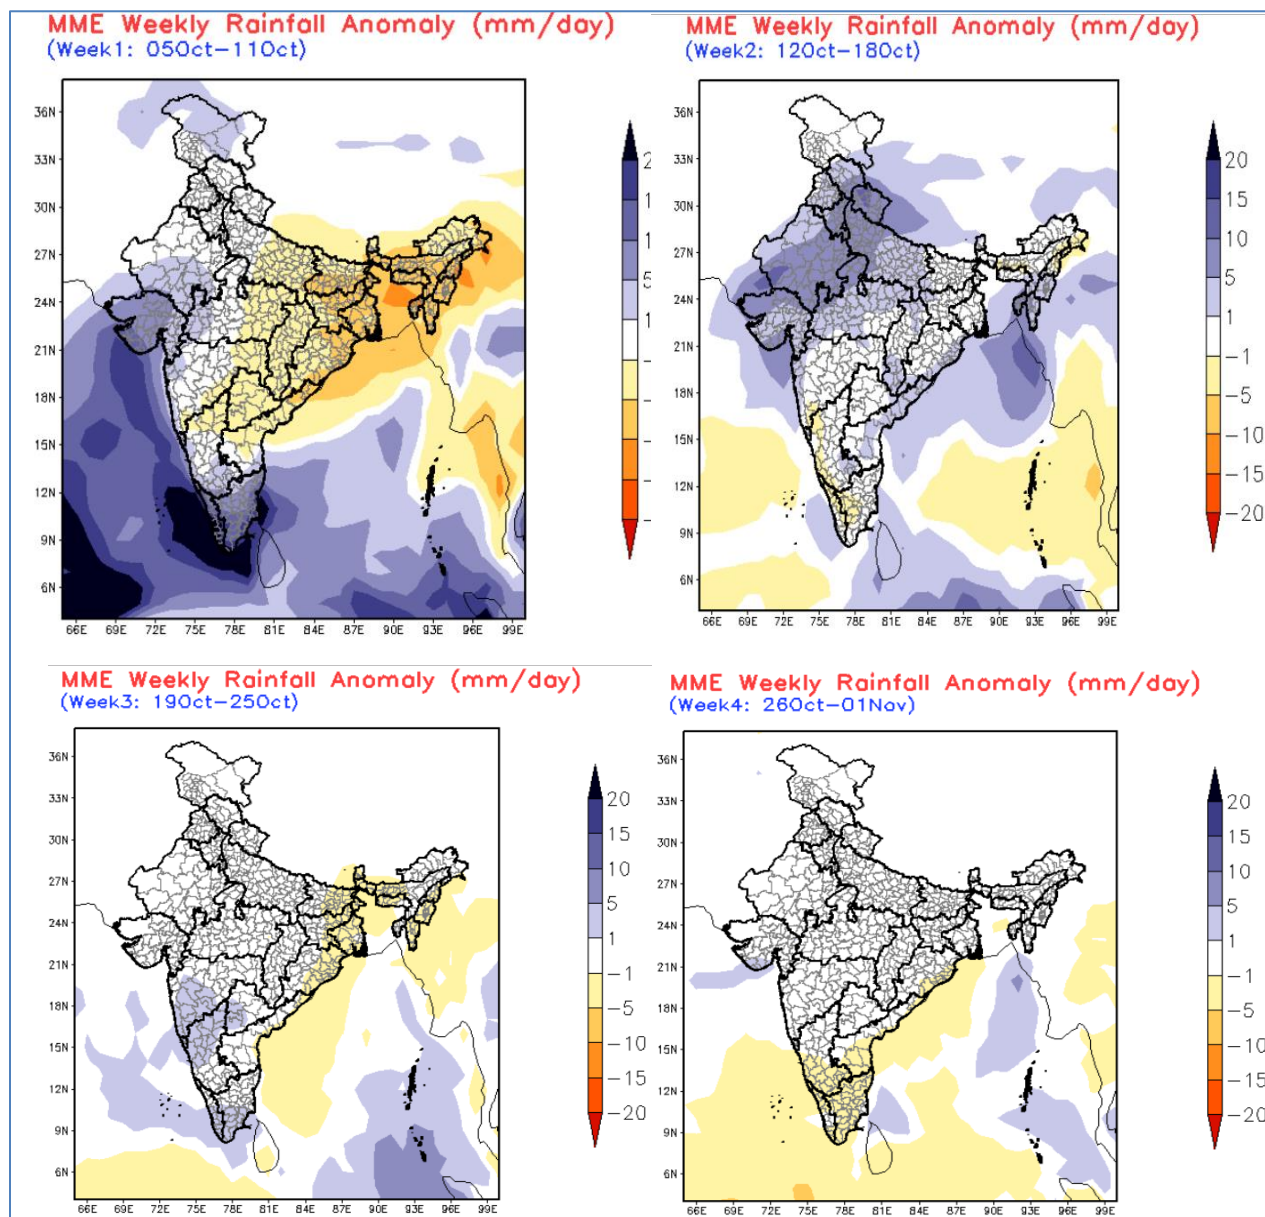 MME Weekly Rainfall Anomaly (mm/day)
(Week1: 05Oct-11Oct)
36N
33N
30N
27N
24N
21N
18N
15N
12N
9N
6N
66E 69E 72E 75E 78E 81E 84E 87E 90E 93E 96E 99E
2
1
1
5
1
-
-
-
-
-
MME Weekly Rainfall Anomaly (mm/day)
(Week2: 12Oct-18Oct)
36N
33N
30N
27N
24N
21N
18N
15N
12N
9N
6N
66E 69E 72E 75E 78E 81E 84E 87E 90E 93E 96E 99E
20
15
10
5
1
-1
-5
-10
-15
-20
MME Weekly Rainfall Anomaly (mm/day)
(Week3: 19Oct-25Oct)
36N
33N
30N
27N
24N
21N
18N
15N
12N
9N
6N
66E 69E 72E 75E 78E 81E 84E 87E 90E 93E 96E 99E
20
15
10
5
1
-1
-5
-10
-15
-20
MME Weekly Rainfall Anomaly (mm/day)
(Week4: 26Oct-01Nov)
36N
33N
30N
27N
24N
21N
18N
15N
12N
9N
6N
66E 69E 72E 75E 78E 81E 84E 87E 90E 93E 96E 99E
20
15
10
5
1
-1
-5
-10
-15
-20